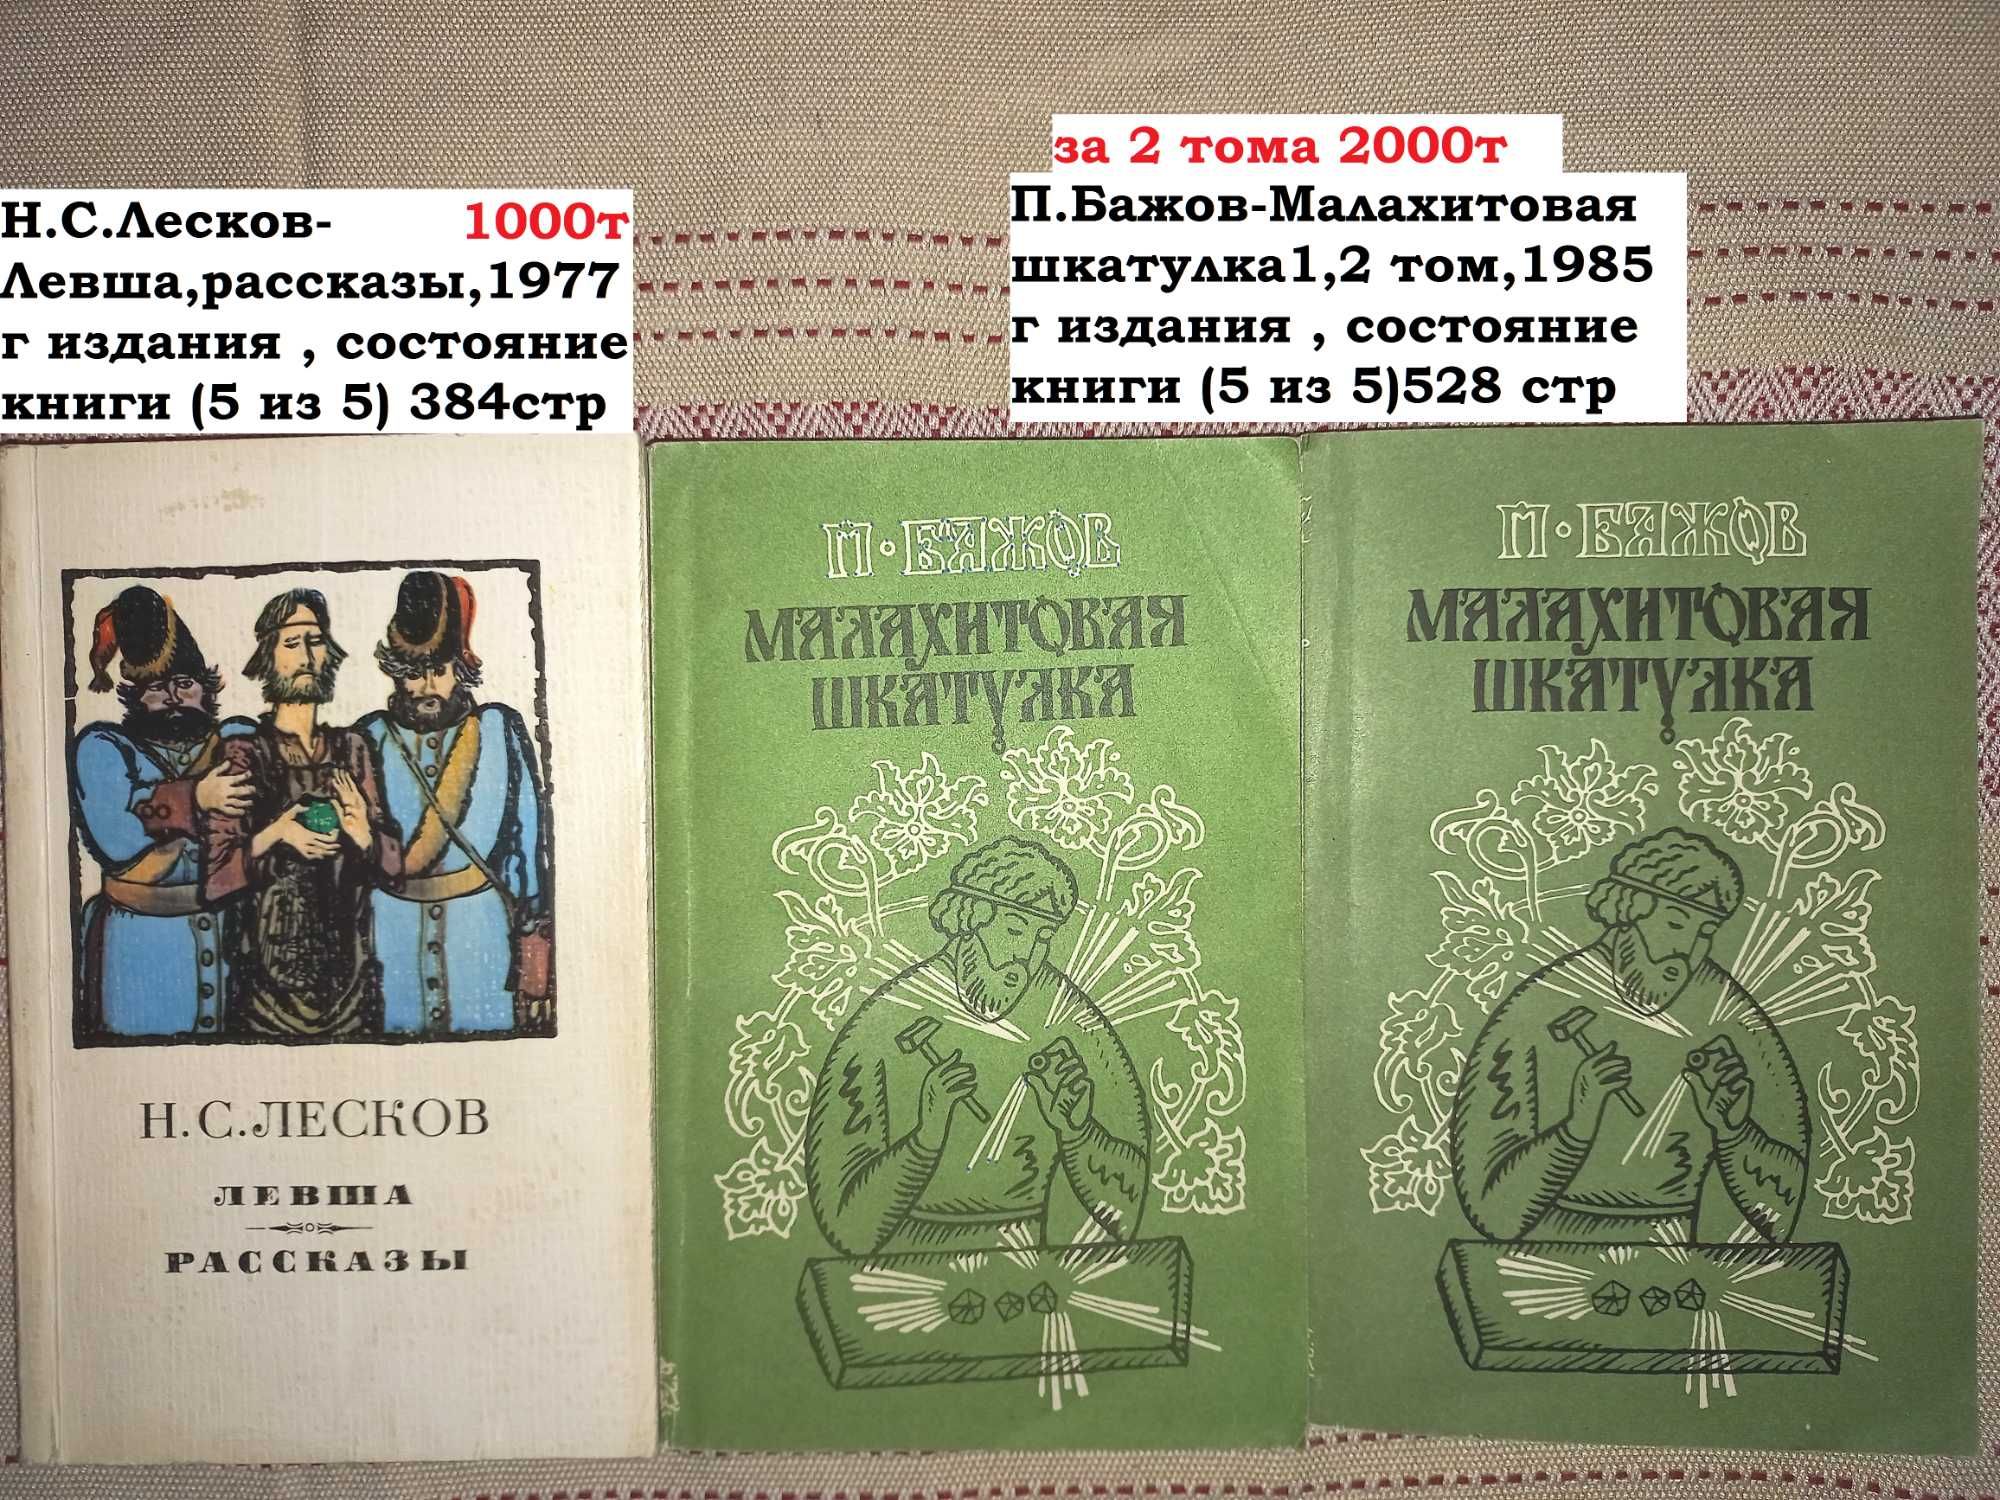 за 2 тома 2000т
П.Бажов-Малахитовая
шкатулка1,2 том,1985
г издания , состояние
книги (5 из 5)528 стр
Н.С.Лесков- 1000т
Левша,рассказы,1977
г издания , состояние
книги (5 из 5) 384стр
Н.С.ЛЕСКОВ
ЛЕВША
РАССКАЗЫ
П·БАЖОВ
МАЛАХИТОВАЯ
ШКАТУЛКА
П·БАЖОВ
МАЛАХИТОВАЯ
ШКАТУЛКА